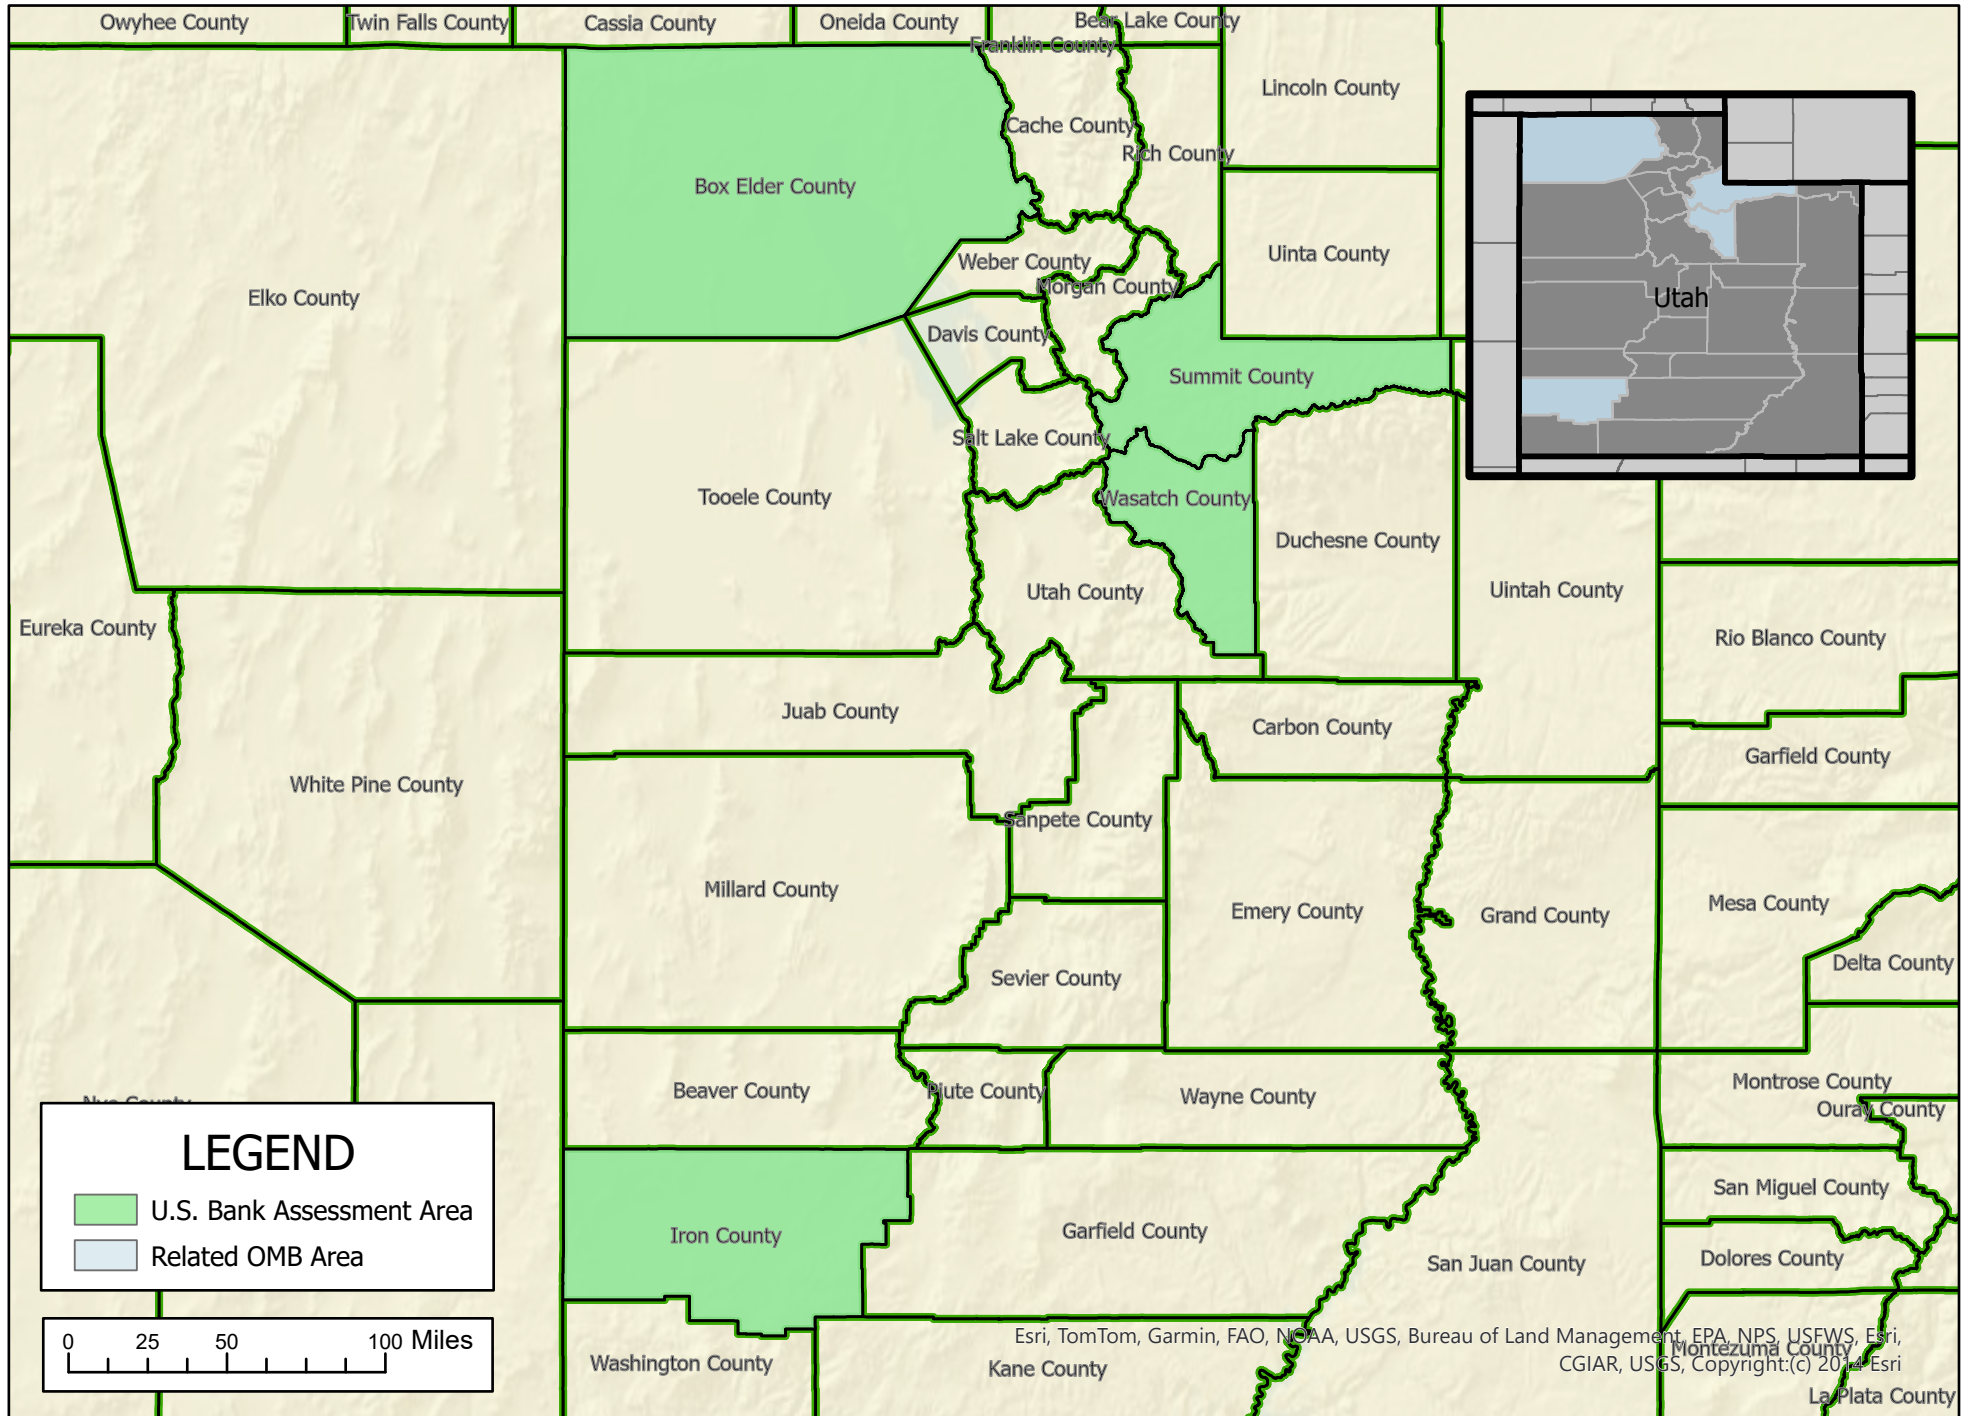 Owyhee County
Twin Falls County
Cassia County
Oneida County
Bear Lake County
Franklin County
Lincoln County
Cache County
Rich County
Box Elder County
Uinta County
Weber County
Morgan County
Elko County
Utah
Davis County
Summit County
Salt Lake County
Tooele County
Wasatch County
Duchesne County
Utah County
Uintah County
Eureka County
Rio Blanco County
Juab County
Carbon County
Garfield County
White Pine County
Sanpete County
Millard County
Emery County
Grand County
Mesa County
Delta County
Sevier County
Beaver County
Piute County
Wayne County
Montrose County
Ouray County
Nye County
LEGEND
U.S. Bank Assessment Area
Related OMB Area
San Miguel County
Iron County
Garfield County
San Juan County
Dolores County
0 25 50 100 Miles
Washington County
Kane County
Esri, TomTom, Garmin, FAO, NOAA, USGS, Bureau of Land Management, EPA, NPS, USFWS, Esri,
CGIAR, USGS, Copyright:(c) 2014 Esri
Montezuma County
La Plata County